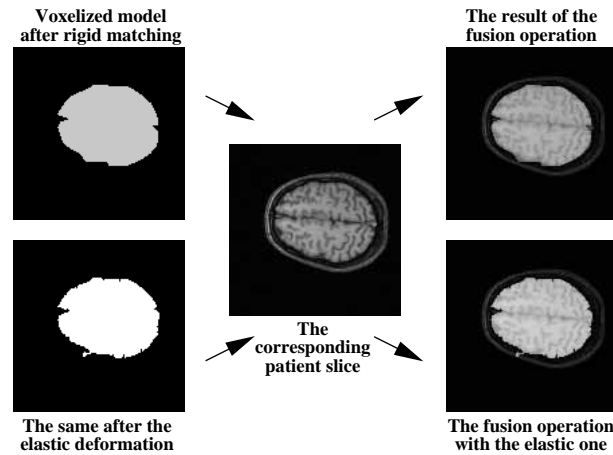 Voxelized model
after rigid matching
The result of the
fusion operation
The
corresponding
patient slice
The same after the
elastic deformation
The fusion operation
with the elastic one